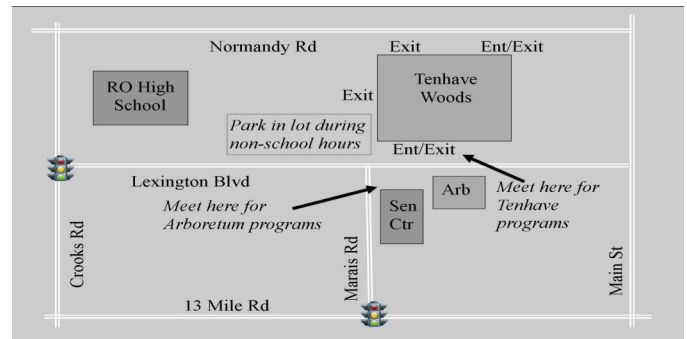 Normandy Rd
Exit
Ent/Exit
RO High
School
Exit
Tenhave
Woods
Park in lot during
non-school hours
Ent/Exit
Lexington Blvd
Meet here for
Arboretum programs
Sen
Ctr
Arb
Meet here for
Tenhave
programs
Crooks Rd
Marais Rd
Main St
13 Mile Rd